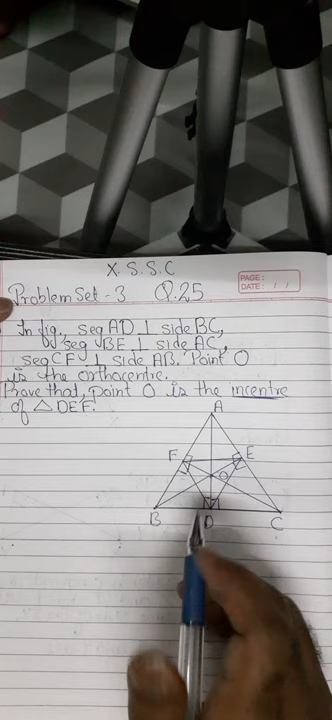 X. S. S. C
PAGE:
DATE: / /
Problem Set - 3 Q.25
In fig., seg AD ⊥ side BC,
seg BE ⊥ side AC,
seg CF ⊥ side AB. Point O
is the orthocentre.
Prove that, point O is the incentre
of △DEF.
A
F E
O
B D C